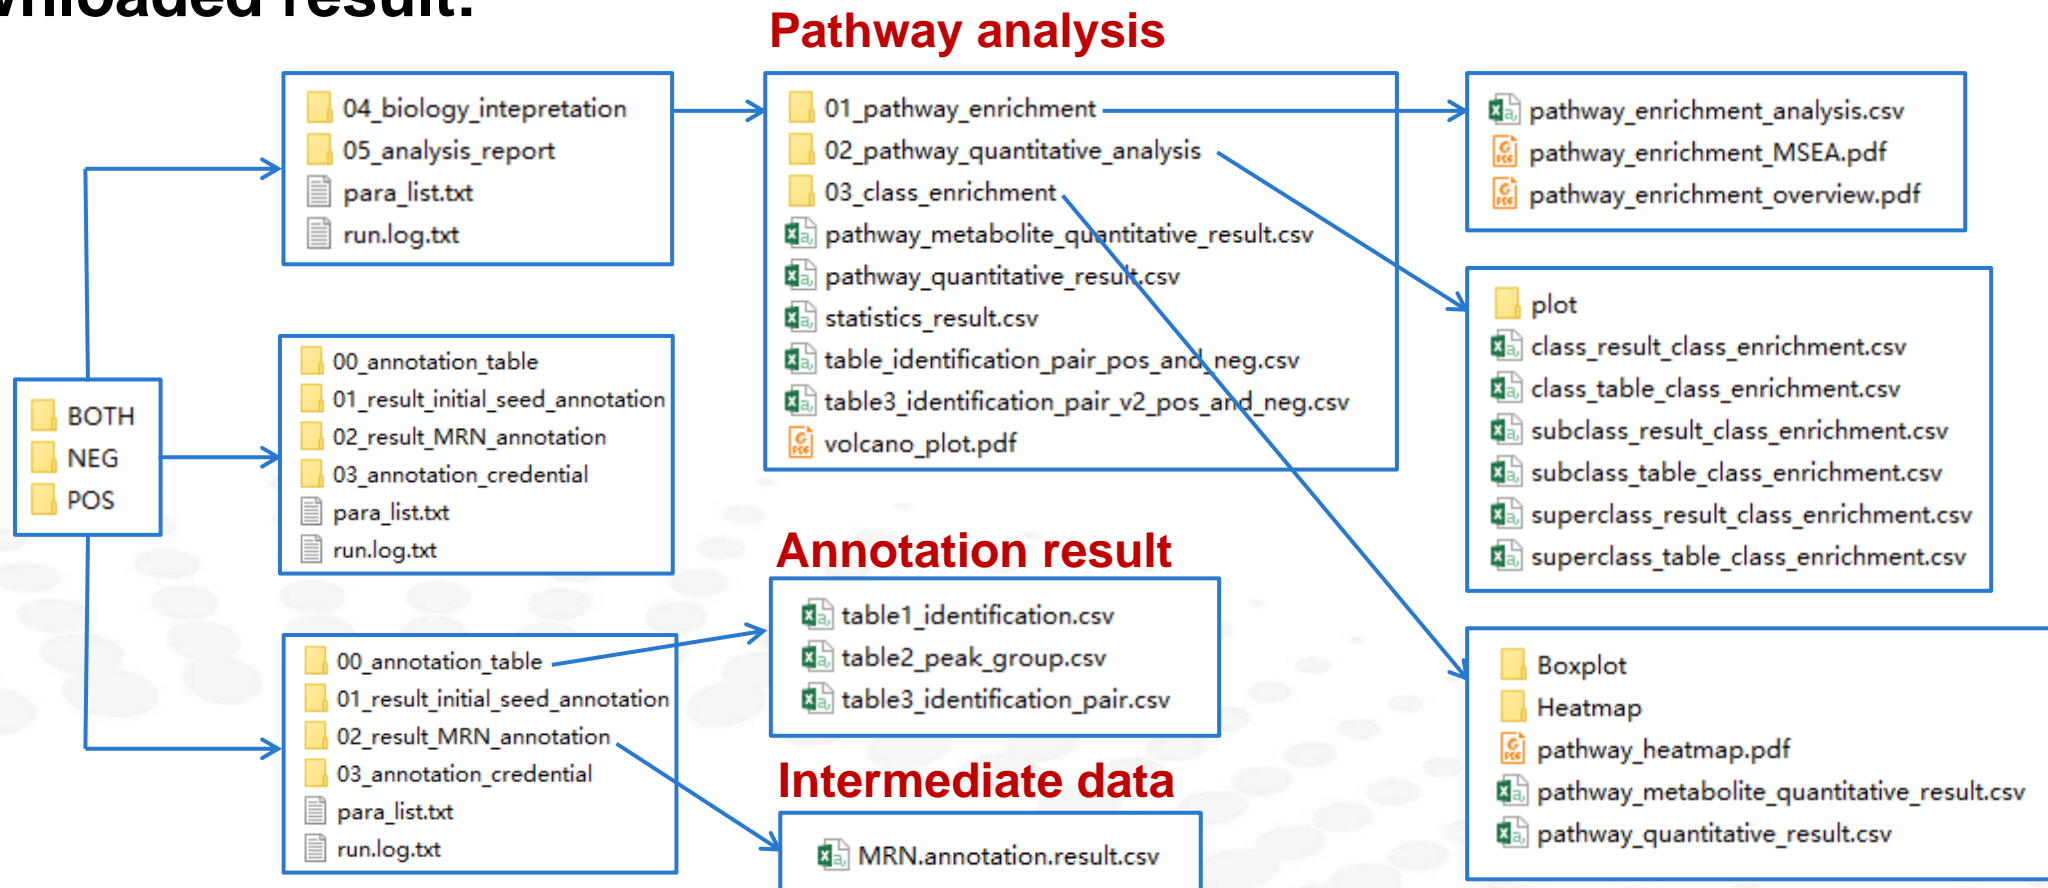 result:
Pathway analysis
04_biology_intepretation
05_analysis_report
para_list.txt
run.log.txt
01_pathway_enrichment
02_pathway_quantitative_analysis
03_class_enrichment
pathway_metabolite_quantitative_result.csv
pathway_quantitative_result.csv
statistics_result.csv
table_identification_pair_pos_and_neg.csv
table3_identification_pair_v2_pos_and_neg.csv
volcano_plot.pdf
pathway_enrichment_analysis.csv
pathway_enrichment_MSEA.pdf
pathway_enrichment_overview.pdf
plot
class_result_class_enrichment.csv
class_table_class_enrichment.csv
subclass_result_class_enrichment.csv
subclass_table_class_enrichment.csv
superclass_result_class_enrichment.csv
superclass_table_class_enrichment.csv
BOTH
NEG
POS
00_annotation_table
01_result_initial_seed_annotation
02_result_MRN_annotation
03_annotation_credential
para_list.txt
run.log.txt
Annotation result
table1_identification.csv
table2_peak_group.csv
table3_identification_pair.csv
00_annotation_table
01_result_initial_seed_annotation
02_result_MRN_annotation
03_annotation_credential
para_list.txt
run.log.txt
Intermediate data
MRN.annotation.result.csv
Boxplot
Heatmap
pathway_heatmap.pdf
pathway_metabolite_quantitative_result.csv
pathway_quantitative_result.csv